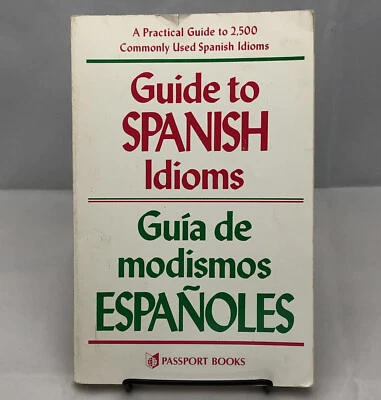 A Practical Guide to 2,500
Commonly Used Spanish Idioms
Guide to
SPANISH
Idioms
Guía de
modismos
ESPAÑOLES
PASSPORT BOOKS